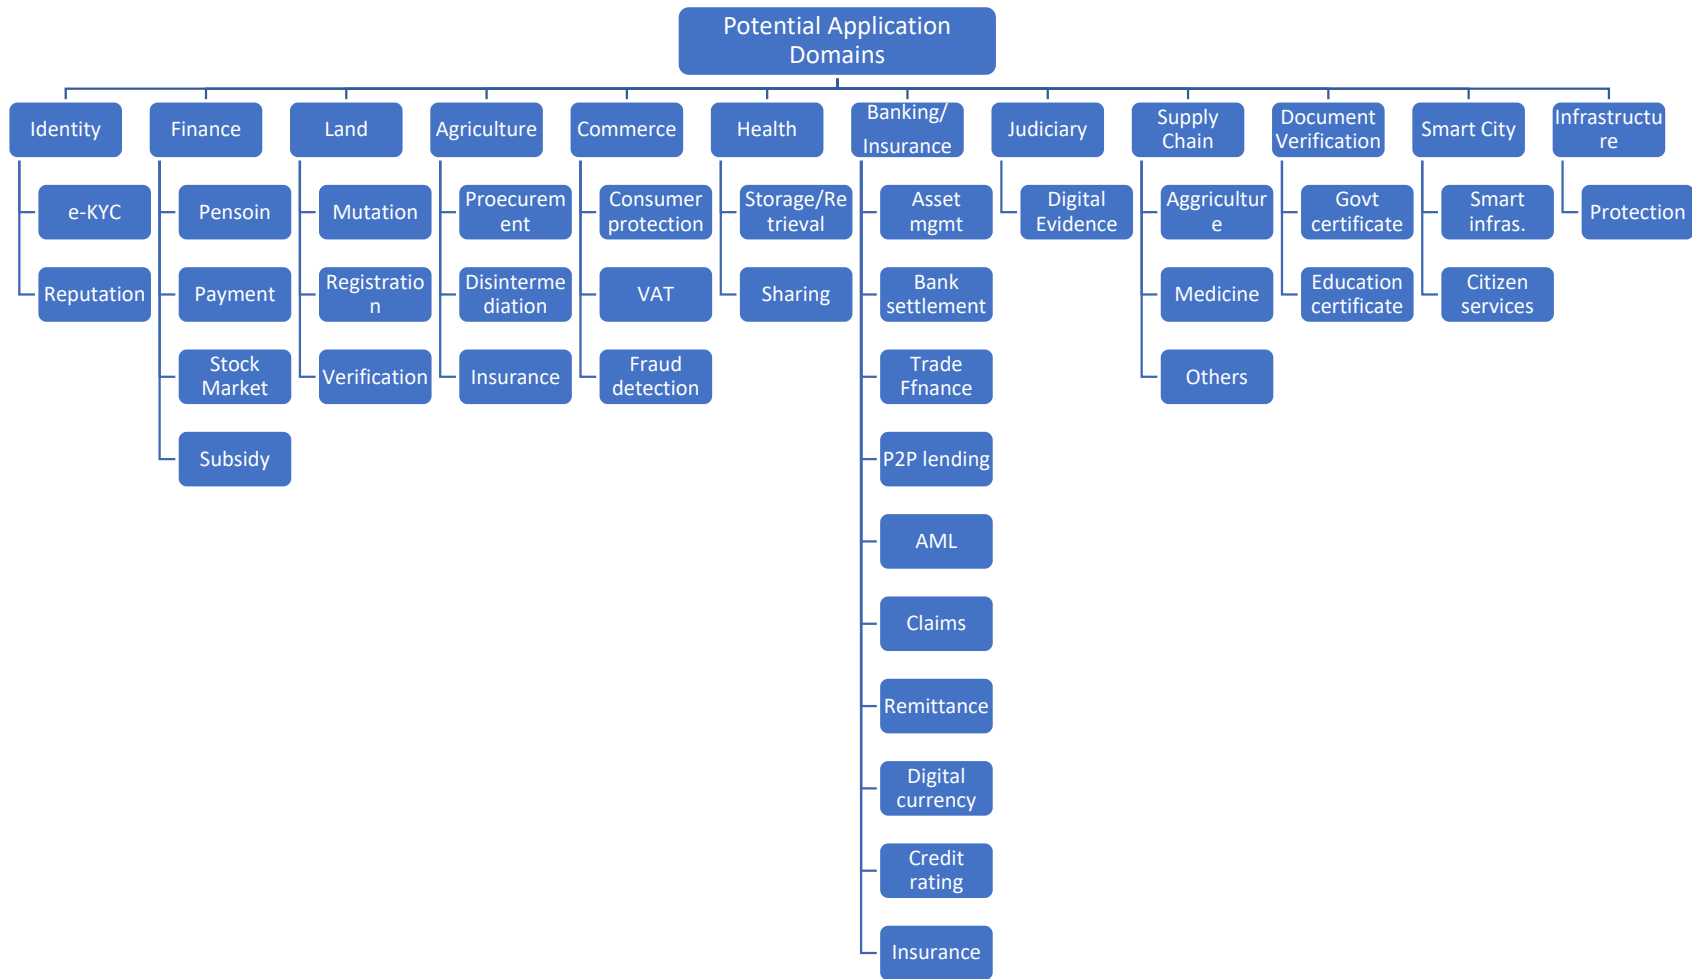 Potential Application
Domains
Identity
Finance
Land
Agriculture
Commerce
Health
Banking/
Insurance
Judiciary
Supply
Chain
Document
Verification
Smart City
Infrastructu
re
e-KYC
Reputation
Pensoin
Payment
Stock
Market
Subsidy
Mutation
Registratio
n
Verification
Proecurem
ent
Disinterme
diation
Insurance
Consumer
protection
VAT
Fraud
detection
Storage/Re
trieval
Sharing
Asset
mgmt
Bank
settlement
Trade
Ffnance
P2P lending
AML
Claims
Remittance
Digital
currency
Credit
rating
Insurance
Digital
Evidence
Aggricultur
e
Medicine
Others
Govt
certificate
Education
certificate
Smart
infras.
Citizen
services
Protection